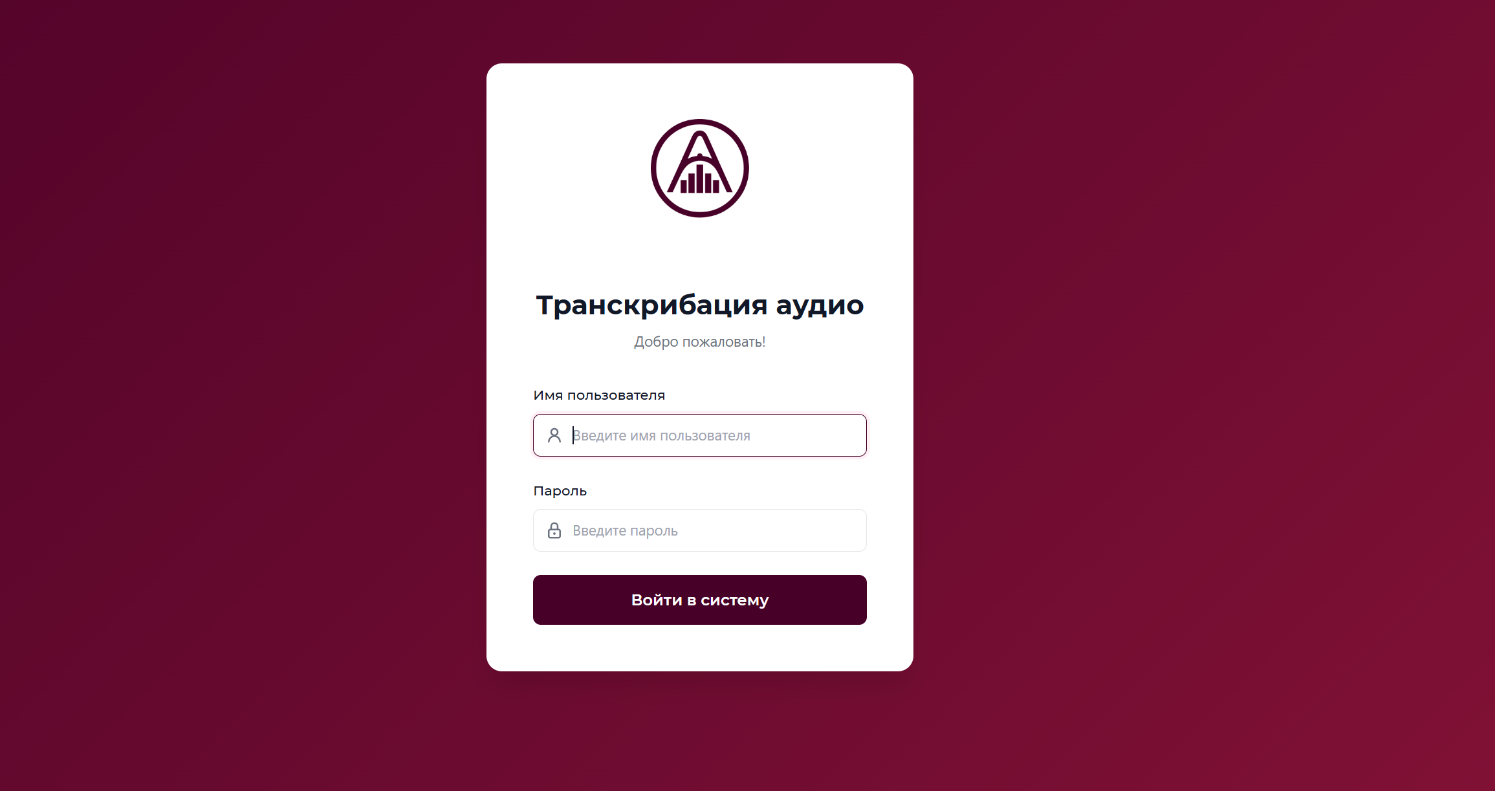 Транскрибация аудио
Добро пожаловать!
Имя пользователя
Введите имя пользователя
Пароль
Введите пароль
Войти в систему